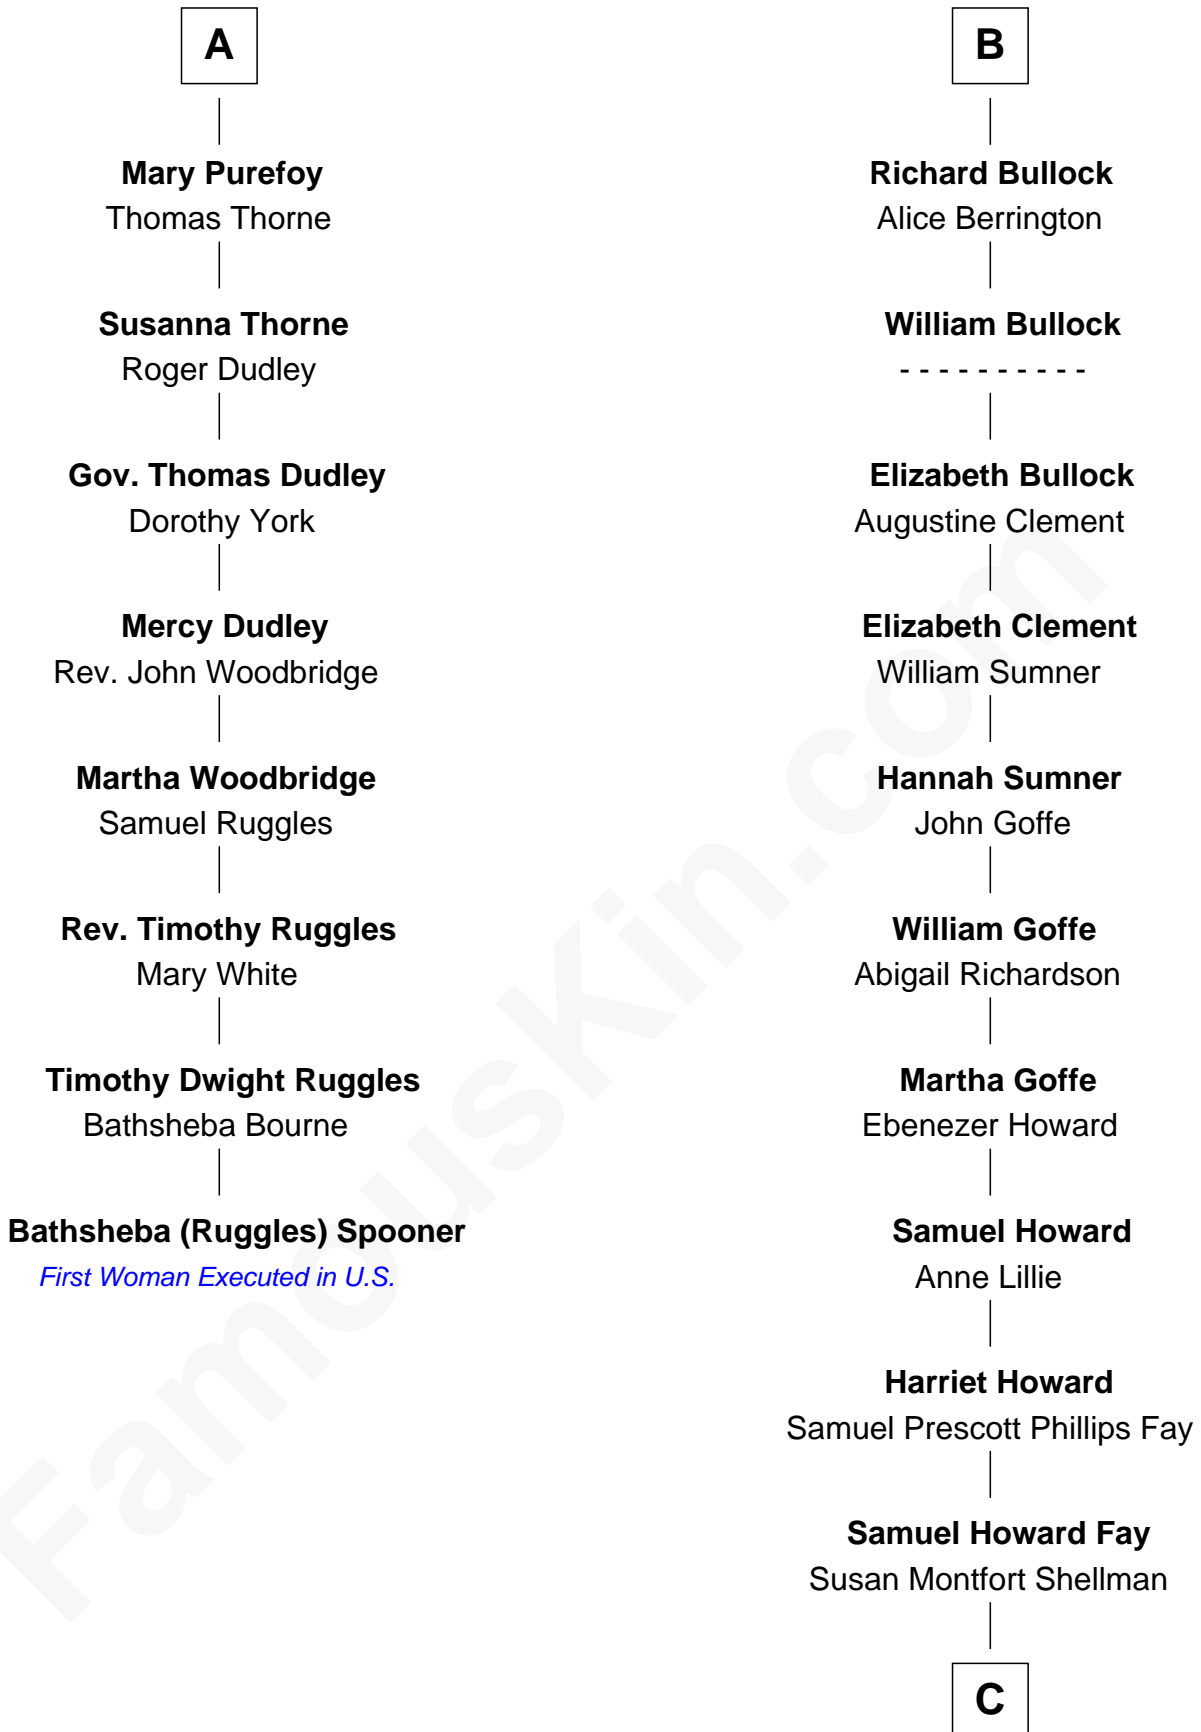 A
Mary Purefoy
Thomas Thorne
Susanna Thorne
Roger Dudley
Gov. Thomas Dudley
Dorothy York
Mercy Dudley
Rev. John Woodbridge
Martha Woodbridge
Samuel Ruggles
Rev. Timothy Ruggles
Mary White
Timothy Dwight Ruggles
Bathsheba Bourne
Bathsheba (Ruggles) Spooner
First Woman Executed in U.S.
B
Richard Bullock
Alice Berrington
William Bullock
- - - - - - - - - -
Elizabeth Bullock
Augustine Clement
Elizabeth Clement
William Sumner
Hannah Sumner
John Goffe
William Goffe
Abigail Richardson
Martha Goffe
Ebenezer Howard
Samuel Howard
Anne Lillie
Harriet Howard
Samuel Prescott Phillips Fay
Samuel Howard Fay
Susan Montfort Shellman
C
FamousKin.com